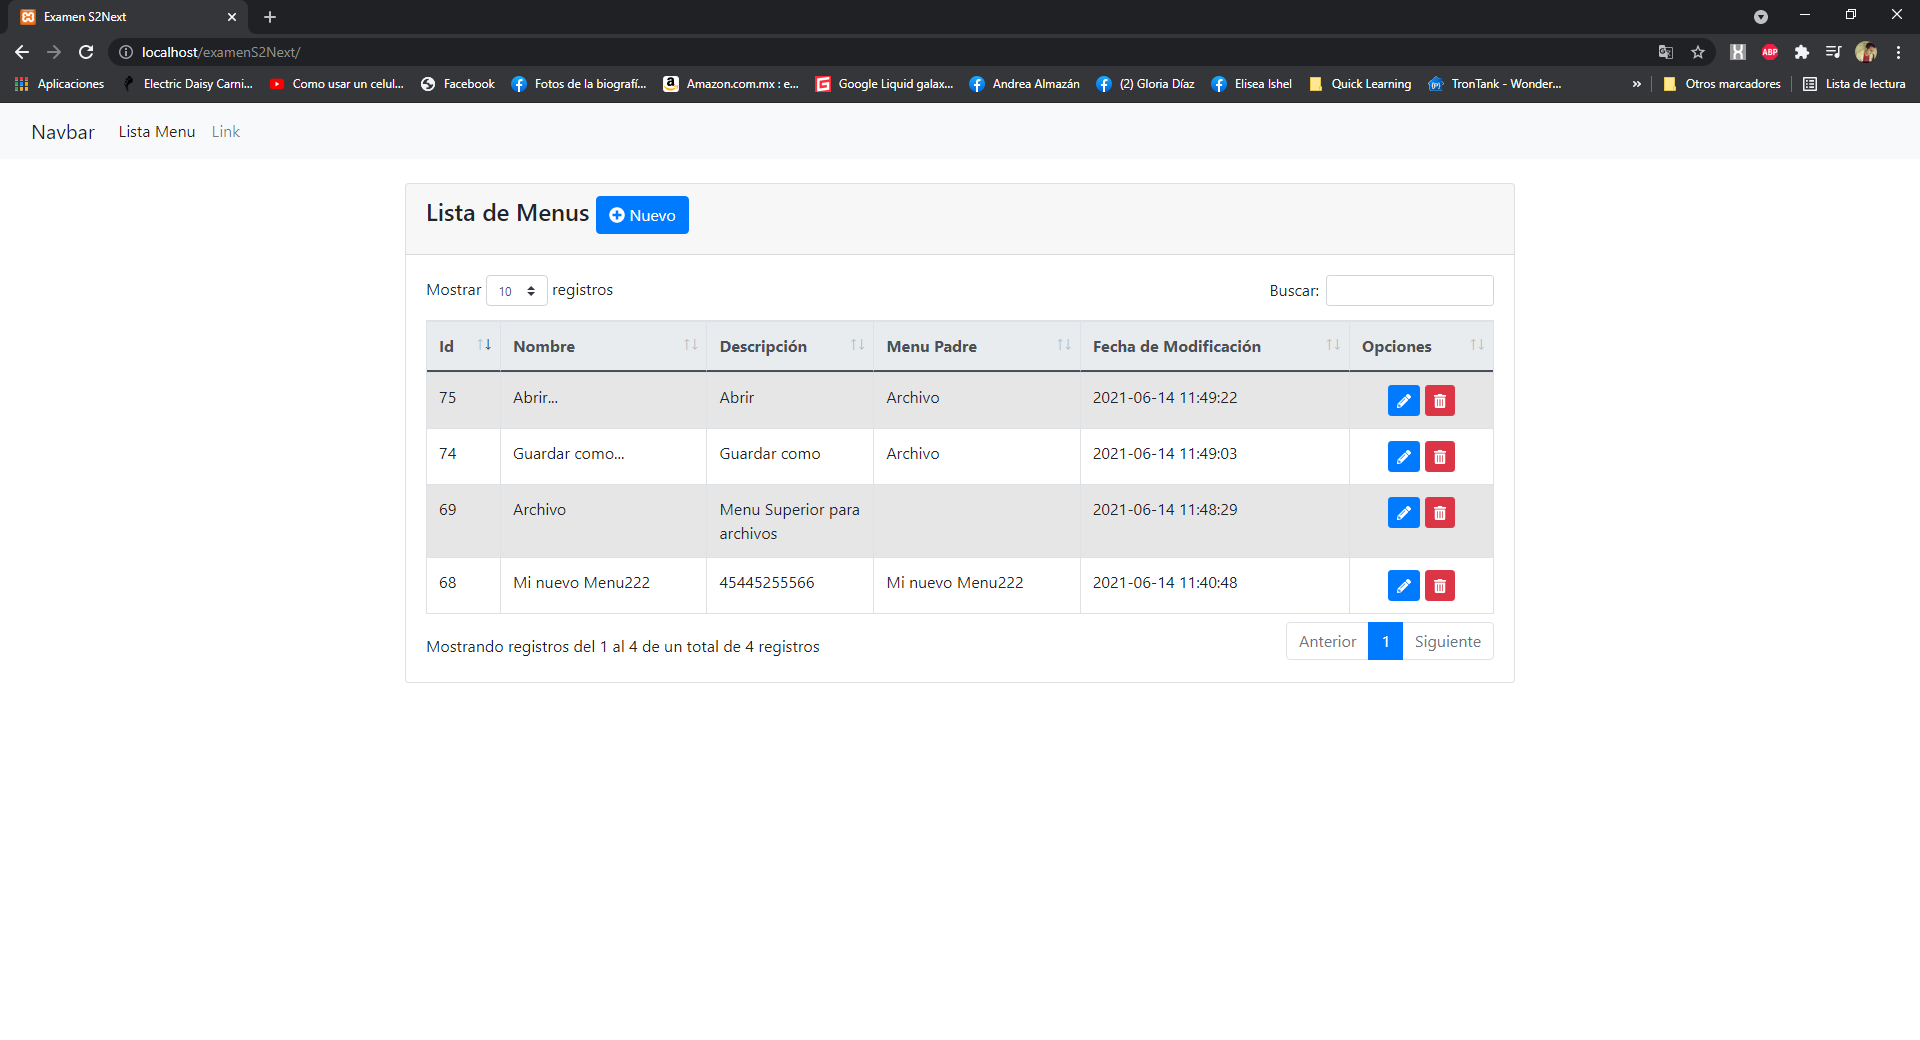 Examen S2Next
localhost/examenS2Next/
ABP
Aplicaciones Electric Daisy Carni... Como usar un celul... Facebook Fotos de la biografí... Amazon.com.mx : e... Google Liquid galax... Andrea Almazán (2) Gloria Díaz Elisea Ishel Quick Learning TronTank - Wonder... » Otros marcadores Lista de lectura
Navbar Lista Menu Link
Lista de Menus Nuevo
Mostrar 10 registros Buscar:
Id Nombre Descripción Menu Padre Fecha de Modificación Opciones
75 Abrir... Abrir Archivo 2021-06-14 11:49:22
74 Guardar como... Guardar como Archivo 2021-06-14 11:49:03
69 Archivo Menu Superior para 2021-06-14 11:48:29
archivos
68 Mi nuevo Menu222 45445255566 Mi nuevo Menu222 2021-06-14 11:40:48
Mostrando registros del 1 al 4 de un total de 4 registros Anterior 1 Siguiente